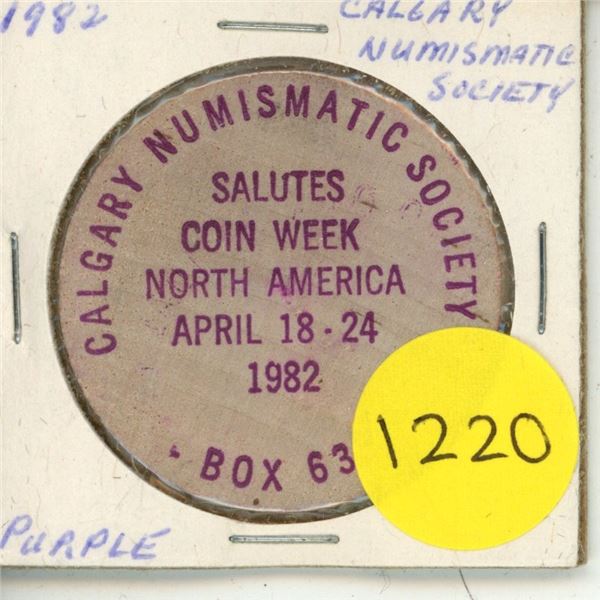 1982
CALGARY
NUMISMATIC
SOCIETY
CALGARY NUMISMATIC SOCIETY
SALUTES
COIN WEEK
NORTH AMERICA
APRIL 18 - 24
1982
BOX 63
1220
PURPLE